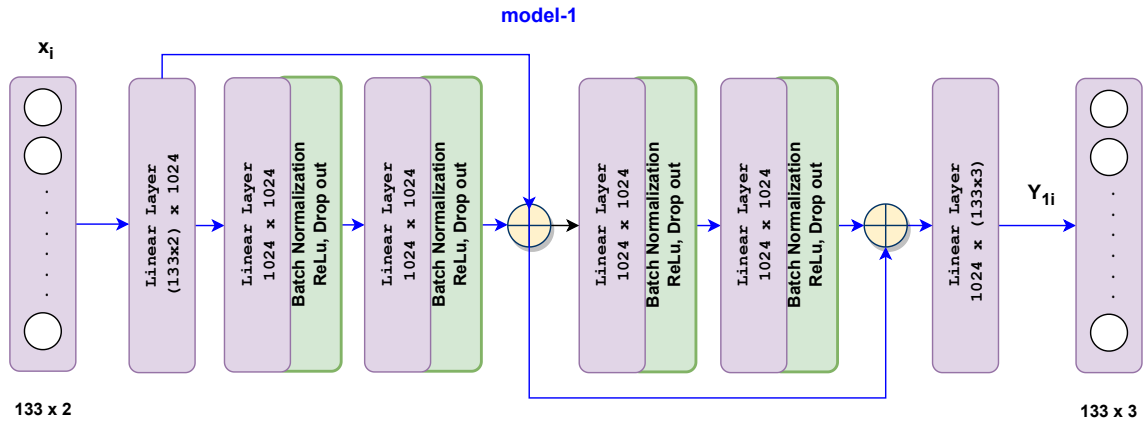 model-1
xi
Linear Layer
(133x2) x 1024
Linear Layer
1024 x 1024
Batch Normalization
ReLu, Drop out
Linear Layer
1024 x 1024
Batch Normalization
ReLu, Drop out
Linear Layer
1024 x 1024
Batch Normalization
ReLu, Drop out
Linear Layer
1024 x 1024
Batch Normalization
ReLu, Drop out
Linear Layer
1024 x (133x3)
Y1i
133 x 2
133 x 3